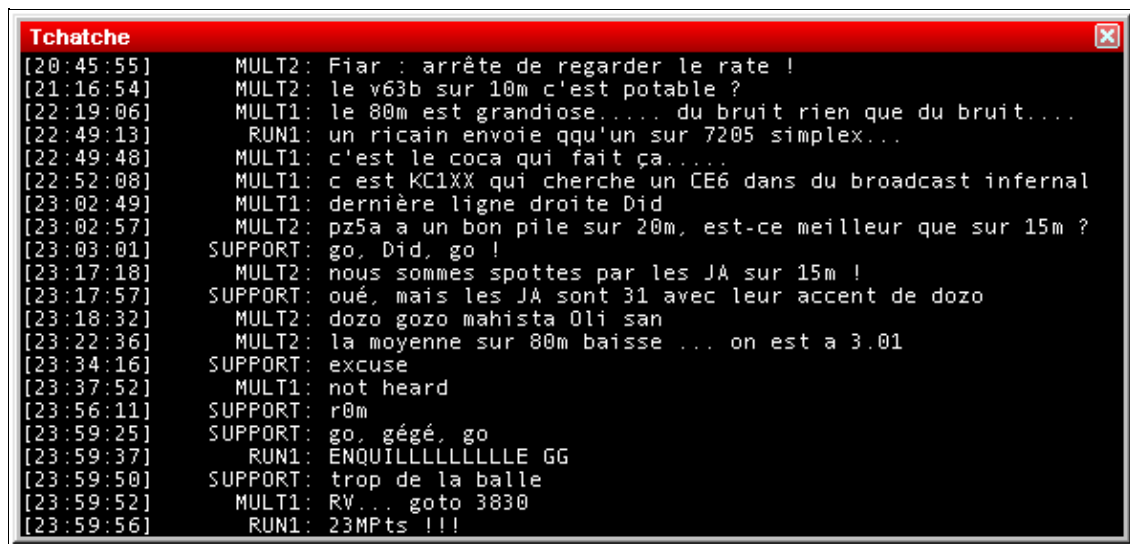 Tchatche
[20:45:55] MULT2: Fiar : arrête de regarder le rate !
[21:16:54] MULT2: le v63b sur 10m c'est potable ?
[22:19:06] MULT1: le 80m est grandiose..... du bruit rien que du bruit....
[22:49:13] RUN1: un ricain envoie qqu'un sur 7205 simplex...
[22:49:48] MULT1: c'est le coca qui fait ça.....
[22:52:08] MULT1: c est KC1XX qui cherche un CE6 dans du broadcast infernal
[23:02:49] MULT1: dernière ligne droite Did
[23:02:57] MULT2: pz5a a un bon pile sur 20m, est-ce meilleur que sur 15m ?
[23:03:01] SUPPORT: go, Did, go !
[23:17:18] MULT2: nous sommes spottes par les JA sur 15m !
[23:17:57] SUPPORT: oué, mais les JA sont 31 avec leur accent de dozo
[23:18:32] MULT2: dozo gozo mahista Oli san
[23:22:36] MULT2: la moyenne sur 80m baisse ... on est a 3.01
[23:34:16] SUPPORT: excuse
[23:37:52] MULT1: not heard
[23:56:11] SUPPORT: r0m
[23:59:25] SUPPORT: go, gégé, go
[23:59:37] RUN1: ENQUILLLLLLLLLE GG
[23:59:50] SUPPORT: trop de la balle
[23:59:52] MULT1: RV... goto 3830
[23:59:56] RUN1: 23MPts !!!